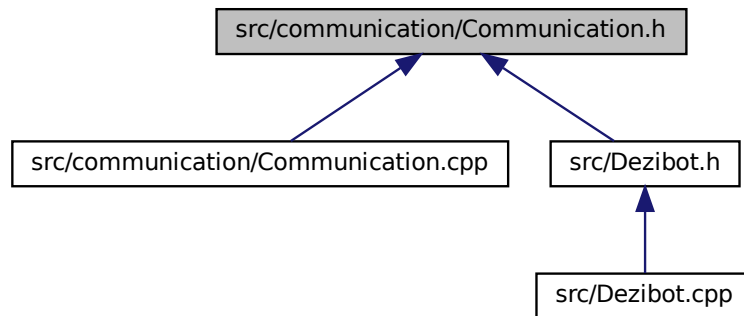 src/communication/Communication.h
src/communication/Communication.cpp
src/Dezibot.h
src/Dezibot.cpp